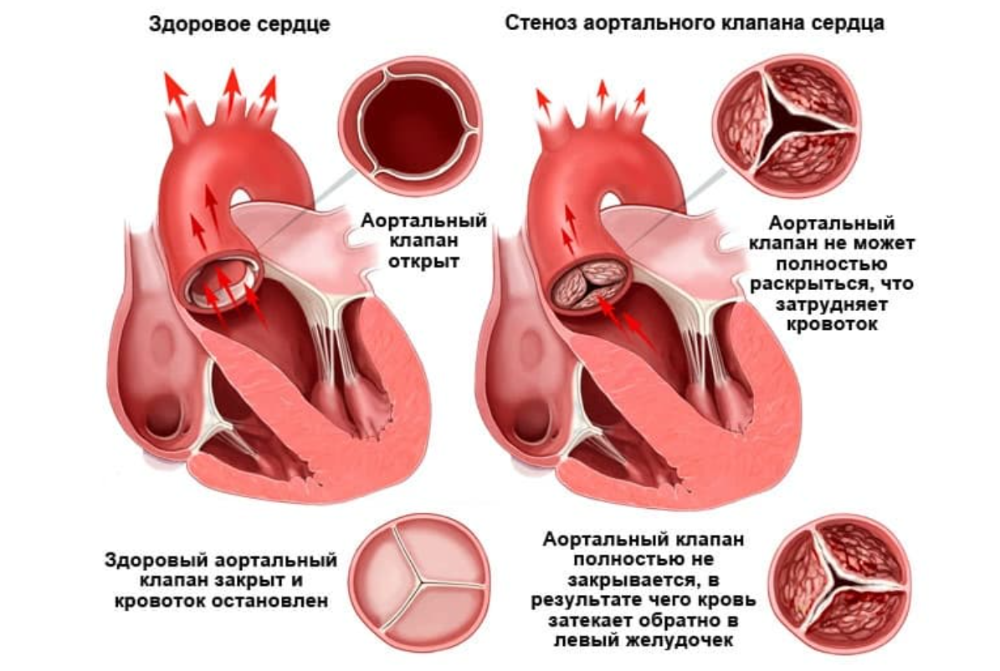 Здоровое сердце
Стеноз аортального клапана сердца
Аортальный
клапан
открыт
Аортальный
клапан не может
полностью
раскрыться, что
затрудняет
кровоток
Здоровый аортальный
клапан закрыт и
кровоток остановлен
Аортальный клапан
полностью не
закрывается, в
результате чего кровь
затекает обратно в
левый желудочек